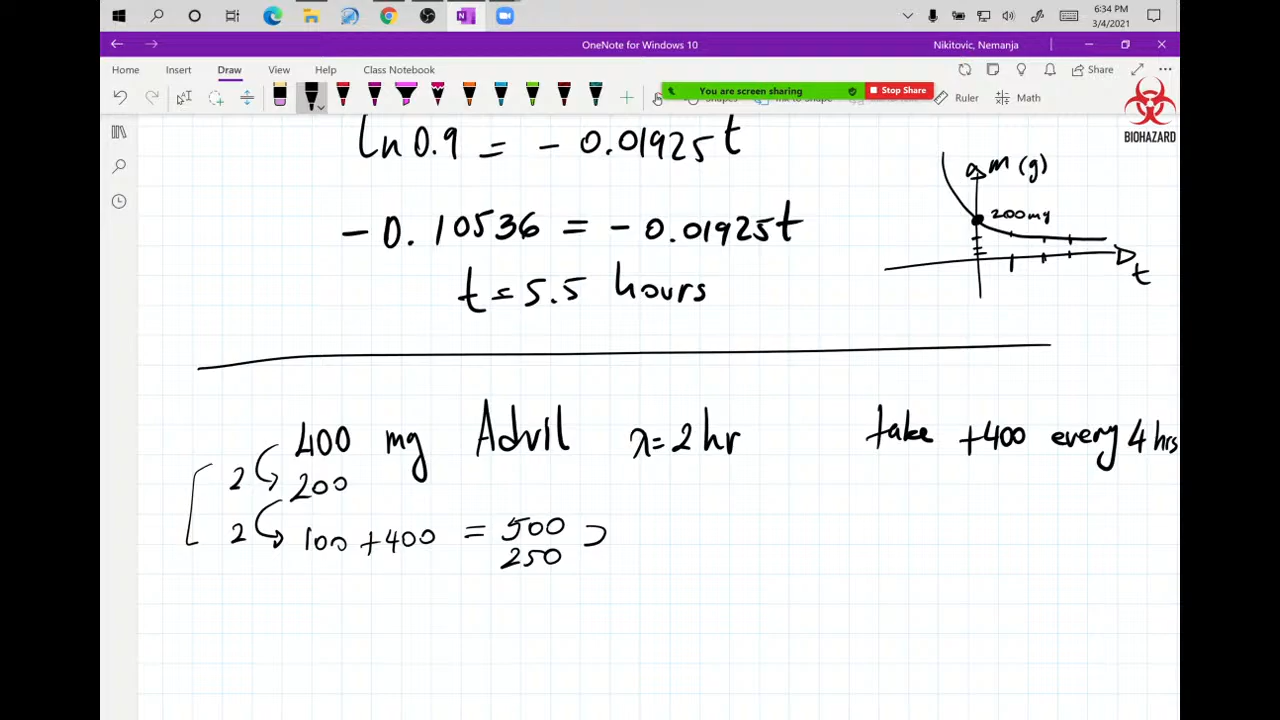 6:34 PM
3/4/2021
OneNote for Windows 10
Nikitovic, Nemanja
Home Insert Draw View Help Class Notebook Share
You are screen sharing Stop Share
Ruler Math
BIOHAZARD
ln 0.9 = - 0.01925t
m (g)
-0.10536 = -0.01925t
200mg
t = 5.5 hours
t
400 mg Advil λ=2hr take +400 every 4 hrs
2 200
2 100 +400 = 500
250